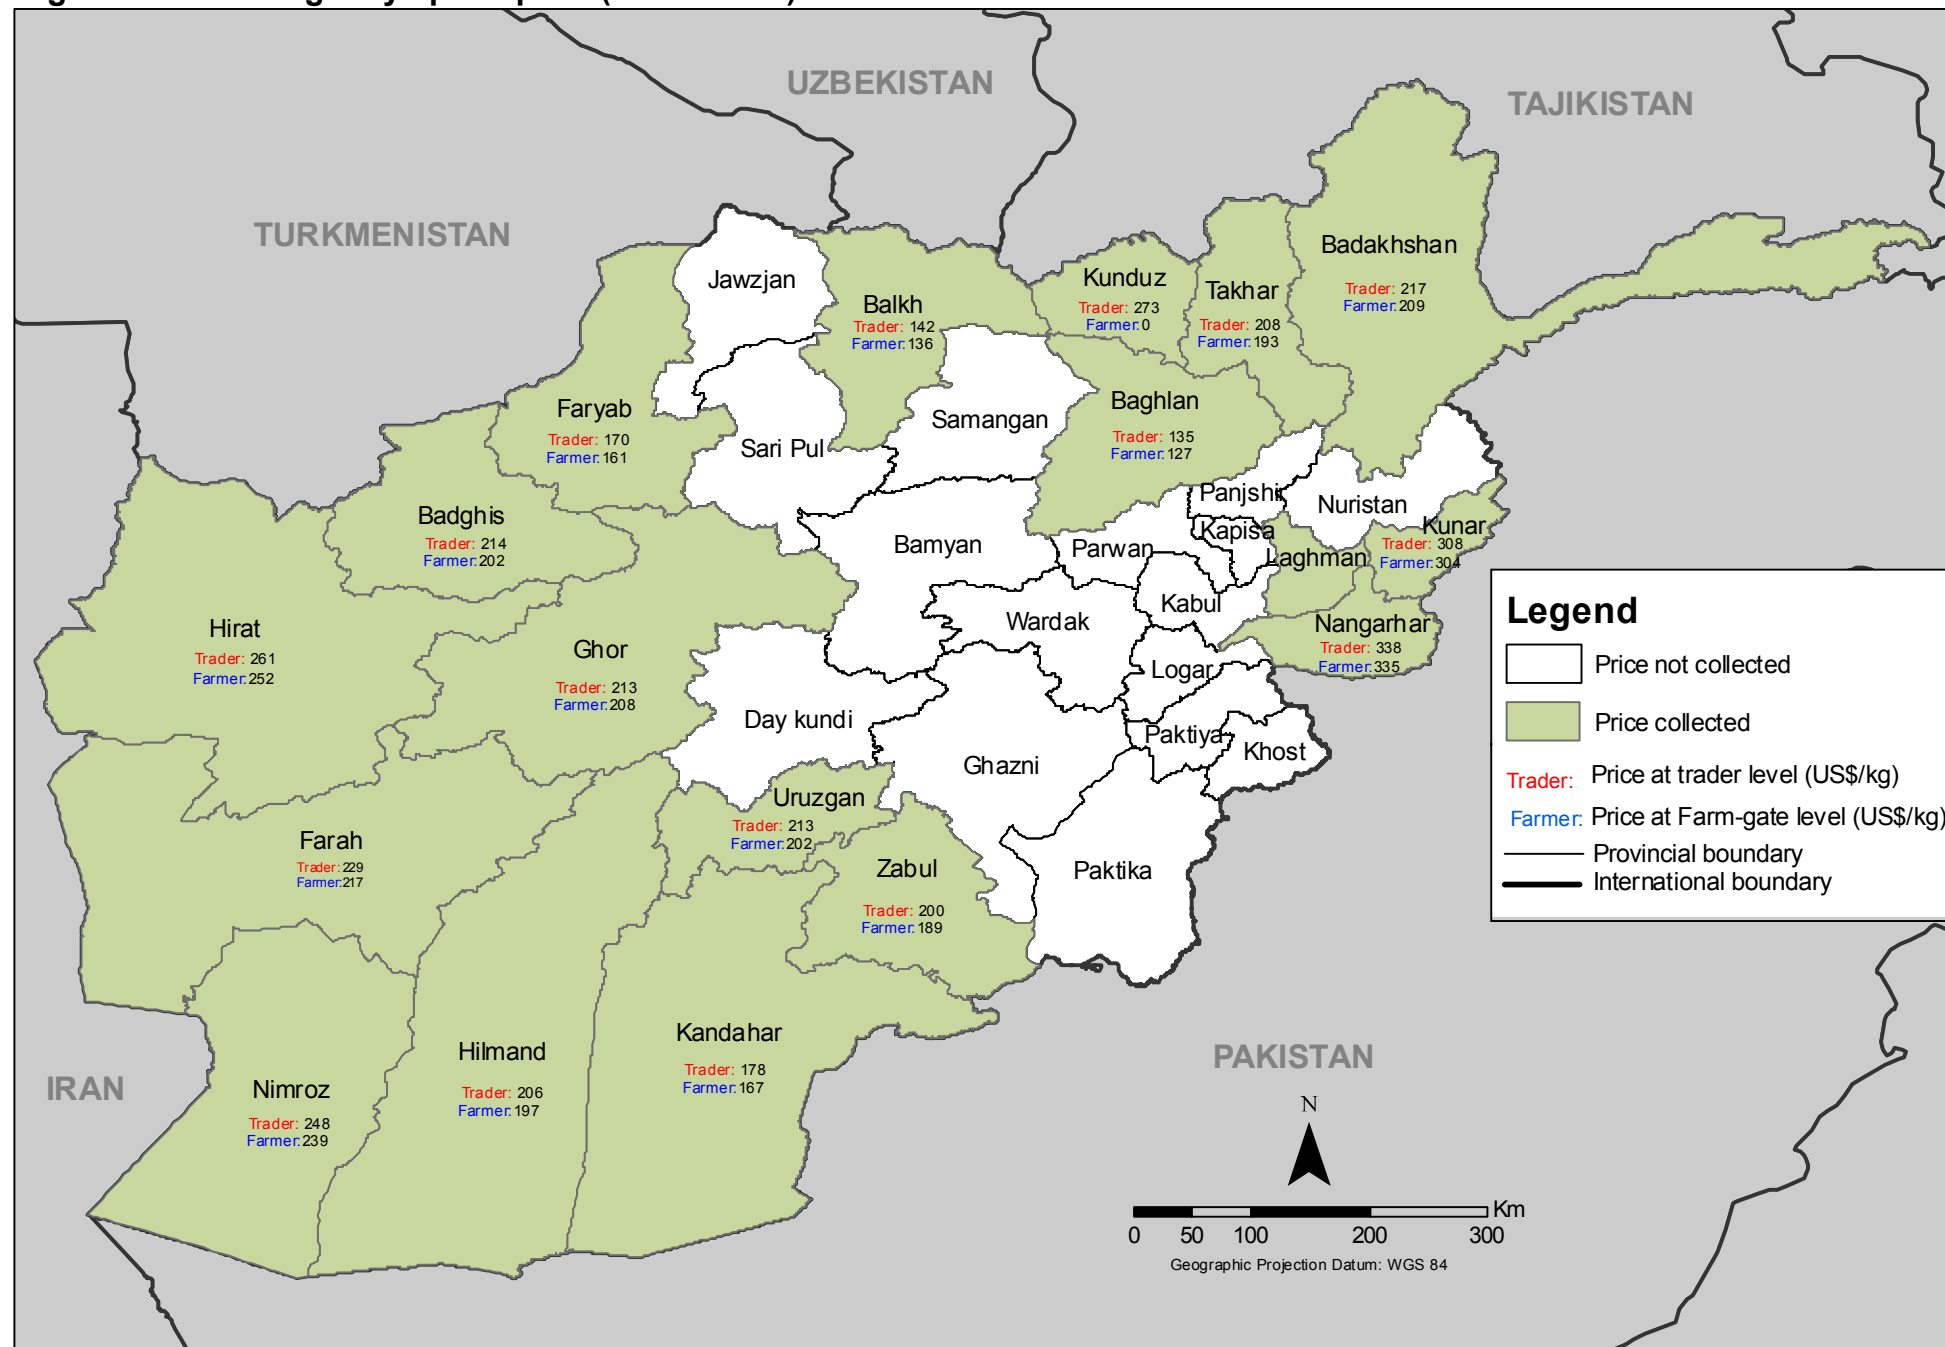 UZBEKISTAN
TAJIKISTAN
TURKMENISTAN
Badakhshan
Trader: 217
Farmer:209
Kunduz
Trader: 273
Farmer:0
Takhar
Trader: 208
Farmer:193
Jawzjan
Balkh
Trader: 142
Farmer:136
Faryab
Trader: 170
Farmer:161
Sari Pul
Samangan
Baghlan
Trader: 135
Farmer:127
Badghis
Trader: 214
Farmer:202
Bamyan
Panjshir
Nuristan
Kapisa
Parwan
Laghman
Kunar
Trader: 308
Farmer:304
Hirat
Trader: 261
Farmer:252
Ghor
Trader: 213
Farmer:208
Wardak
Kabul
Nangarhar
Trader: 338
Farmer:335
Logar
Day kundi
Ghazni
Paktiya
Khost
Uruzgan
Trader: 213
Farmer:202
Farah
Trader:229
Farmer:217
Zabul
Trader: 200
Farmer:189
Paktika
Kandahar
Trader: 178
Farmer:167
Hilmand
Trader: 206
Farmer:197
Nimroz
Trader: 248
Farmer:239
IRAN
PAKISTAN
Legend
Price not collected
Price collected
Trader: Price at trader level (US$/kg)
Farmer: Price at Farm-gate level (US$/kg)
Provincial boundary
International boundary
N
Km
0 50 100 200 300
Geographic Projection Datum: WGS 84